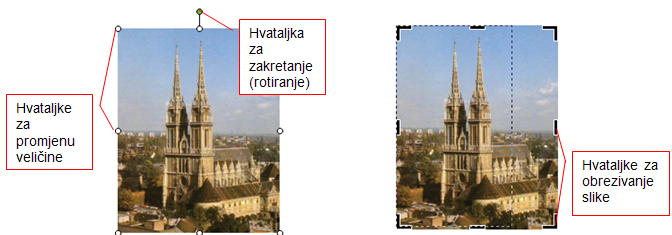 Hvataljka
za
zakretanje
(rotiranje)
Hvataljke
za
promjenu
veličine
Hvataljke za
obrezivanje
slike